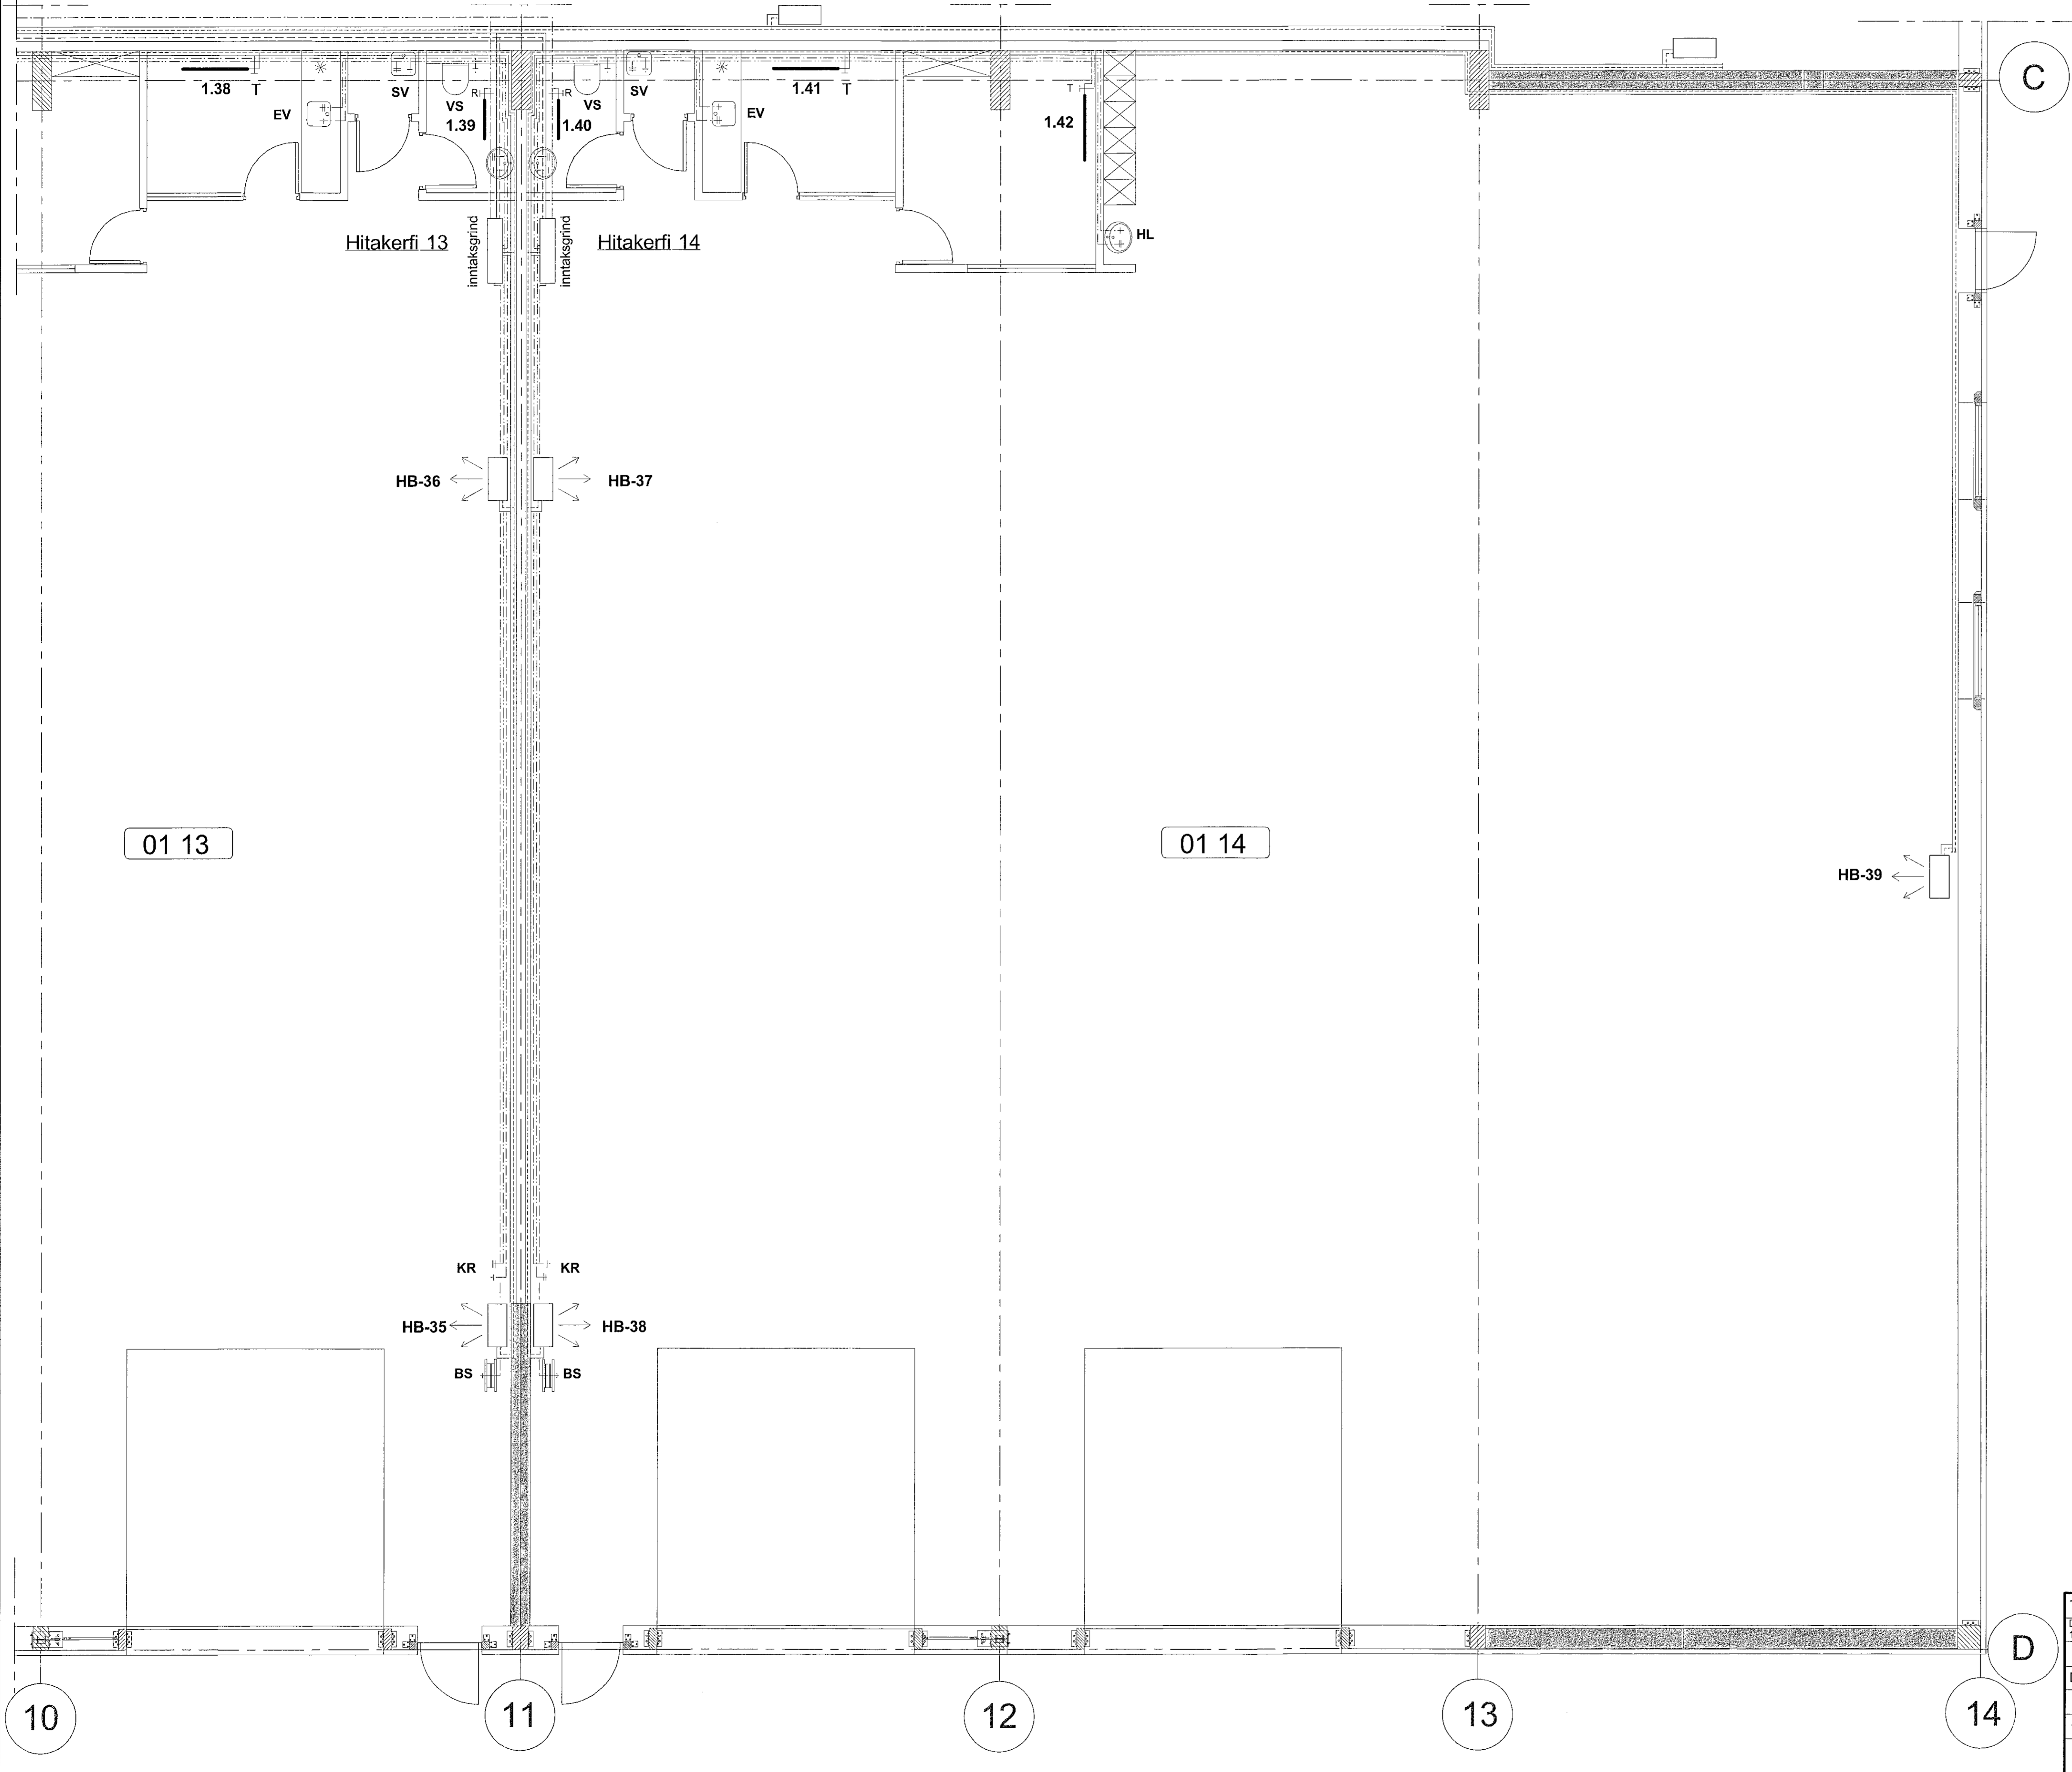 C
1.38 T
SV
VS
R
R
VS
SV
1.41 T
T
EV
1.39
1.40
EV
1.42
Hitakerfi 13
inntaksgrind
inntaksgrind
Hitakerfi 14
HL
HB-36
HB-37
01 13
01 14
HB-39
KR
KR
HB-35
HB-38
BS
BS
D
10
11
12
13
14